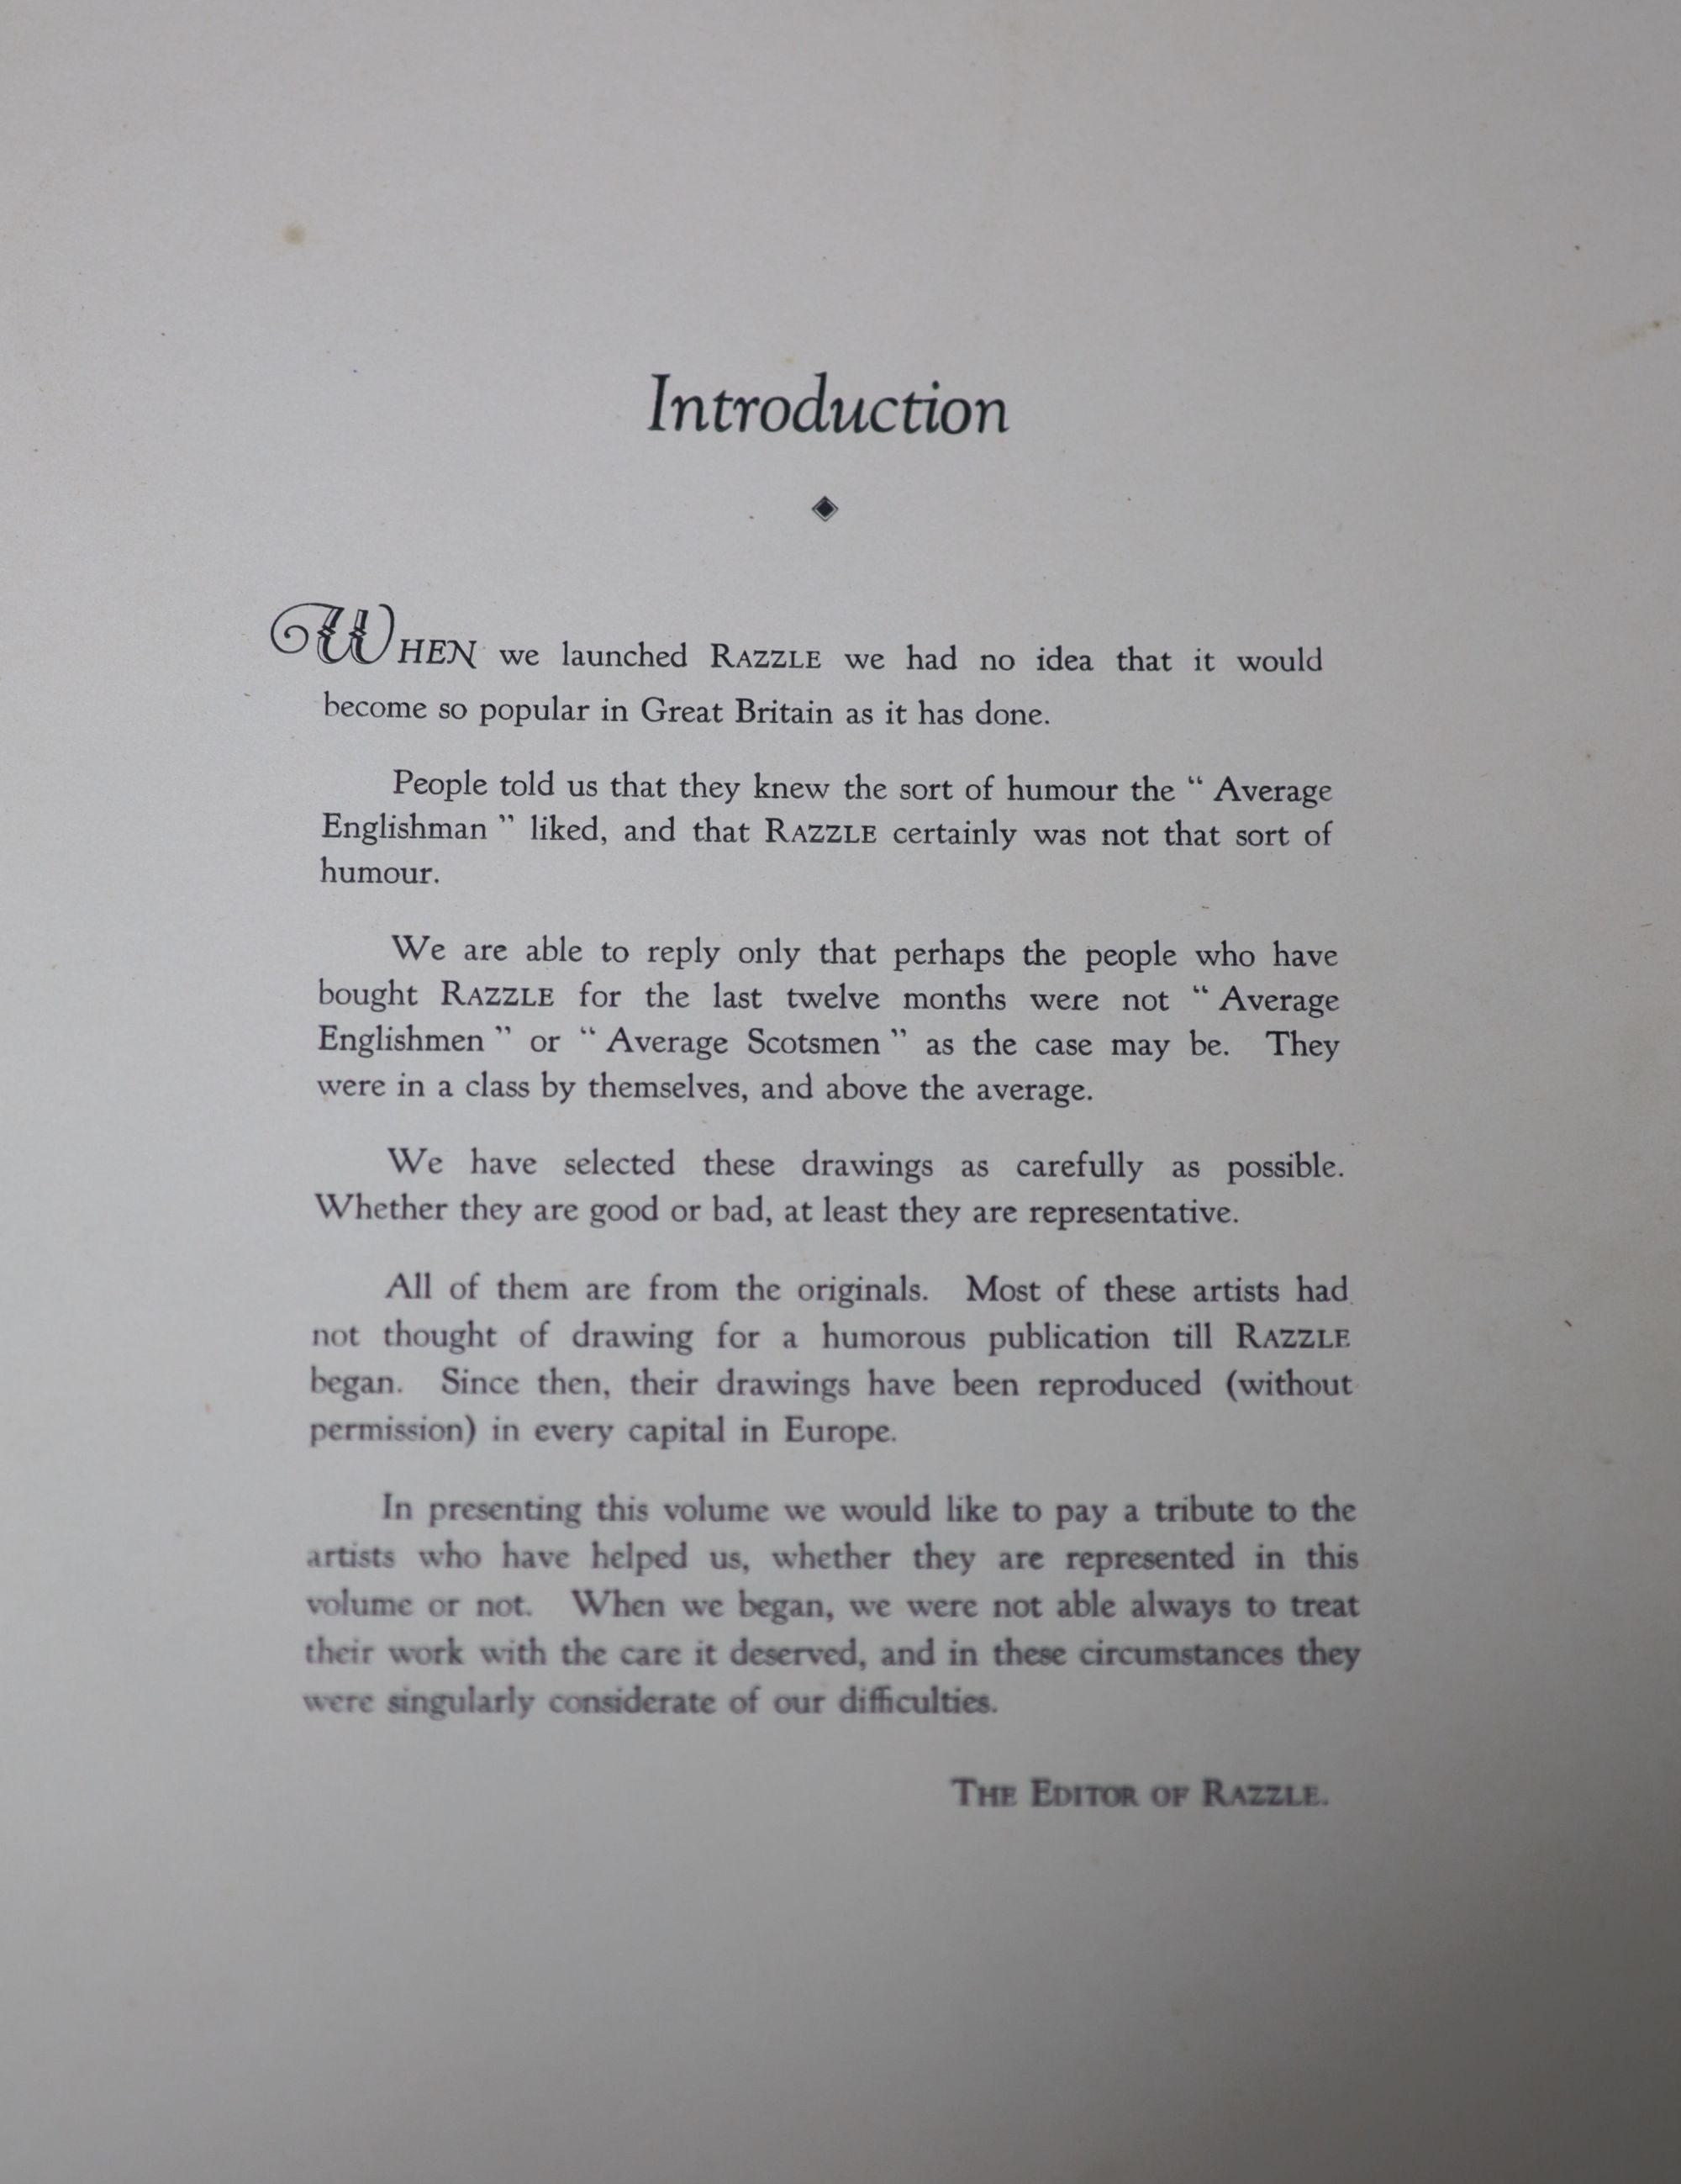 Introduction
WHEN we launched RAZZLE we had no idea that it would
become so popular in Great Britain as it has done.
People told us that they knew the sort of humour the “ Average
Englishman ” liked, and that RAZZLE certainly was not that sort of
humour.
We are able to reply only that perhaps the people who have
bought RAZZLE for the last twelve months were not “ Average
Englishmen ” or “ Average Scotsmen ” as the case may be. They
were in a class by themselves, and above the average.
We have selected these drawings as carefully as possible.
Whether they are good or bad, at least they are representative.
All of them are from the originals. Most of these artists had
not thought of drawing for a humorous publication till RAZZLE
began. Since then, their drawings have been reproduced (without
permission) in every capital in Europe.
In presenting this volume we would like to pay a tribute to the
artists who have helped us, whether they are represented in this
volume or not. When we began, we were not able always to treat
their work with the care it deserved, and in these circumstances they
were singularly considerate of our difficulties.
THE EDITOR OF RAZZLE.